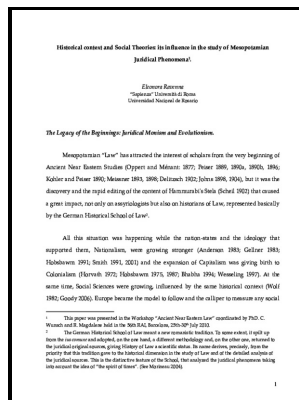 Historical context and Social Theories: its influence in the study of Mesopotamian
Juridical Phenomena¹.
Eleonora Ravenna
"Sapienza" Università di Roma
Universidad Nacional de Rosario
The Legacy of the Beginnings: Juridical Monism and Evolutionism.
Mesopotamian "Law" has attracted the interest of scholars from the very beginning of
Ancient Near Eastern Studies (Oppert and Ménant: 1877; Peiser 1889, 1890a, 1890b, 1896;
Kohler and Peiser 1890; Meissner 1893, 1898; Delitzsch 1902; Johns 1898, 1904), but it was the
discovery and the rapid editing of the content of Hammurabi's Stela (Scheil 1902) that caused
a great impact, not only on assyriologists but also on historians of Law, represented basically
by the German Historical School of Law².
All this situation was happening while the nation-states and the ideology that
supported them, Nationalism, were growing stronger (Anderson 1983; Gellner 1983;
Hobsbawm 1991; Smith 1991, 2001) and the expansion of Capitalism was giving birth to
Colonialism (Horvath 1972; Hobsbawm 1975, 1987; Bhabha 1994; Wesseling 1997). At the
same time, Social Sciences were growing, influenced by the same historical context (Wolf
1982; Goody 2006). Europe became the model to follow and the calliper to measure any social
1 This paper was presented in the Workshop "Ancient Near Eastern Law" coordinated by PhD. C.
Wunsch and R. Magdalene held in the 56th RAI, Barcelona, 25th-30th July 2010.
2 The German Historical School of Law meant a new romanistic tradition. To some extent, it split up
from the and adopted, on the one hand, a different methodology and, on the other one, returned to
the juridical original sources, giving History of Law a scientific status. Its name derives, precisely, from the
priority that this tradition gave to the historical dimension in the study of Law and of the detailed analysis of
the juridical sources. This is the distinctive feature of the School, that analyzed the juridical phenomena taking
into account the idea of "the spirit of times". (See Marinoni 2006).
1